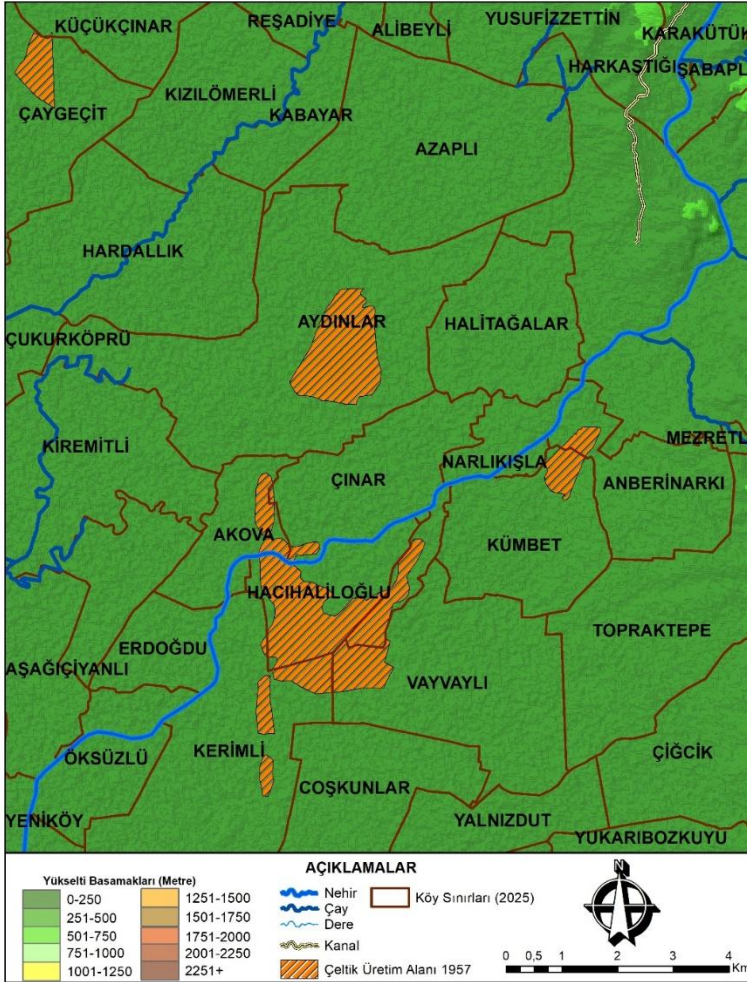 KÜÇÜKÇINAR
REŞADİYE
ALİBEYLİ
YUSUFİZZETTİN
KARAKÜTÜK
HARKAŞTIĞI
ŞABAPL
ÇAYGEÇİT
KIZILÖMERLİ
KABAYAR
AZAPLI
HARDALLIK
AYDINLAR
HALİTAĞALAR
ÇUKURKÖPRÜ
KİREMİTLİ
MEZRETL
NARLIKIŞLA
ÇINAR
ANBERİNARKI
AKOVA
KÜMBET
HACIHALİLOĞLU
TOPRAKTEPE
ERDOĞDU
AŞAĞIÇİYANLI
VAYVAYLI
ÖKSÜZLÜ
KERİMLİ
ÇİĞCİK
COŞKUNLAR
YENİKÖY
YALNIZDUT
YUKARIBOZKUYU
Yükselti Basamakları (Metre)
0-250
251-500
501-750
751-1000
1001-1250
1251-1500
1501-1750
1751-2000
2001-2250
2251+
AÇIKLAMALAR
Nehir
Çay
Dere
Kanal
Köy Sınırları (2025)
Çeltik Üretim Alanı 1957
N
0 0,5 1 2 3 4
Km